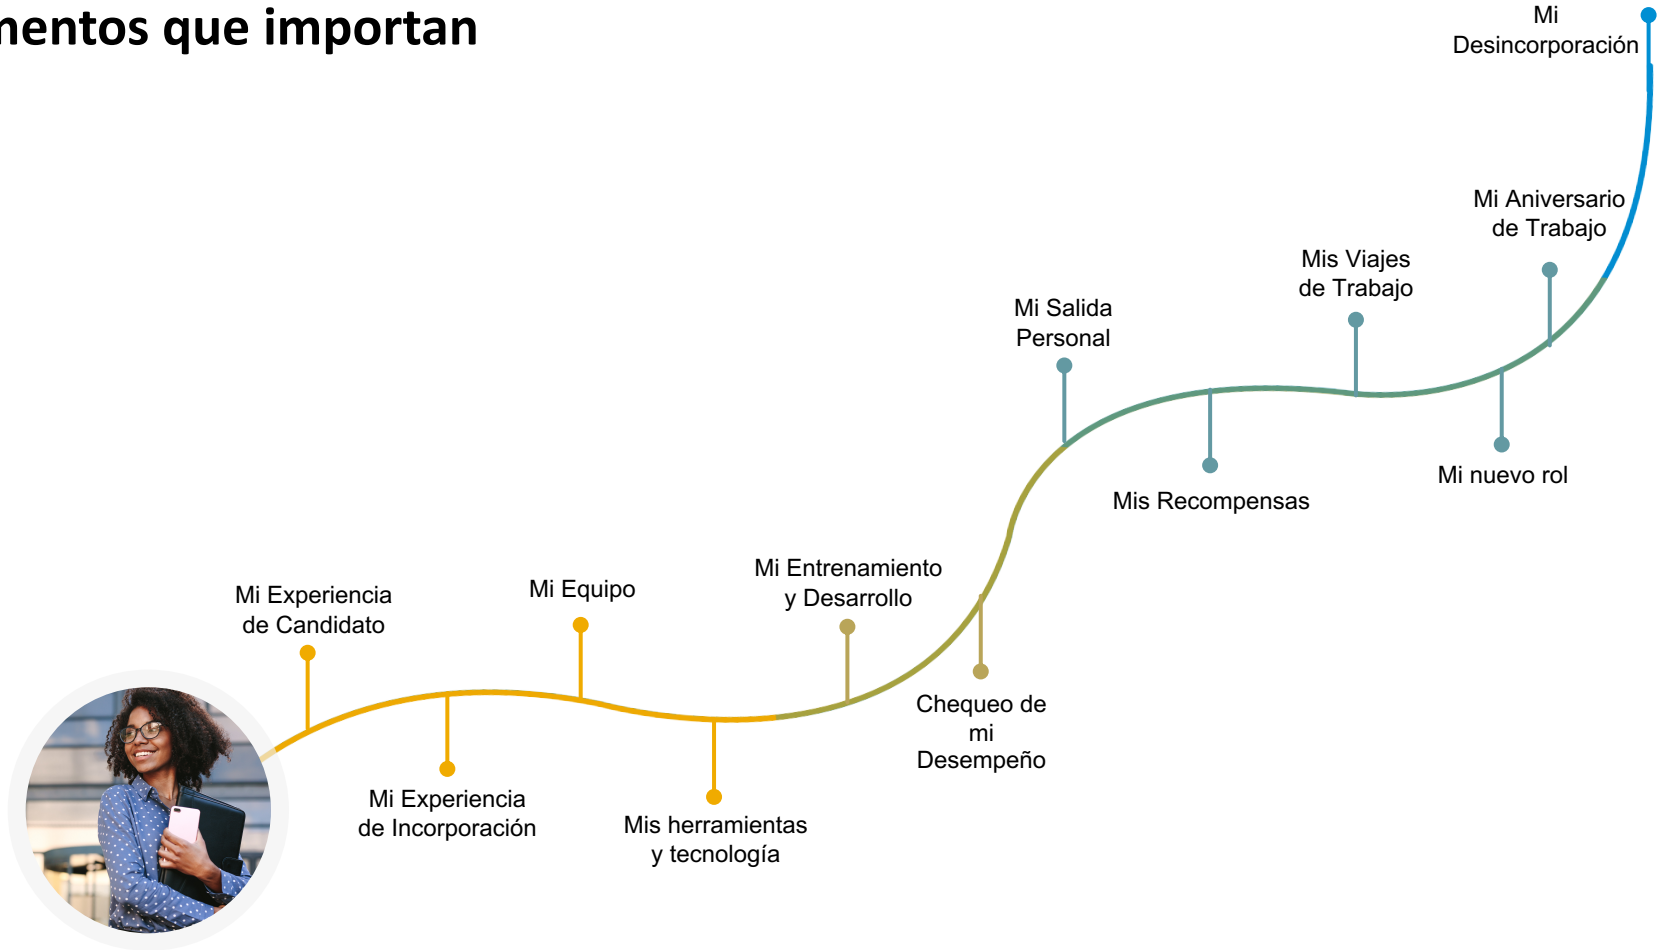 mentos que importan
Mi Experiencia
de Candidato
Mi Experiencia
de Incorporación
Mi Equipo
Mis herramientas
y tecnología
Mi Entrenamiento
y Desarrollo
Chequeo de
mi
Desempeño
Mi Salida
Personal
Mis Recompensas
Mis Viajes
de Trabajo
Mi nuevo rol
Mi Aniversario
de Trabajo
Mi
Desincorporación